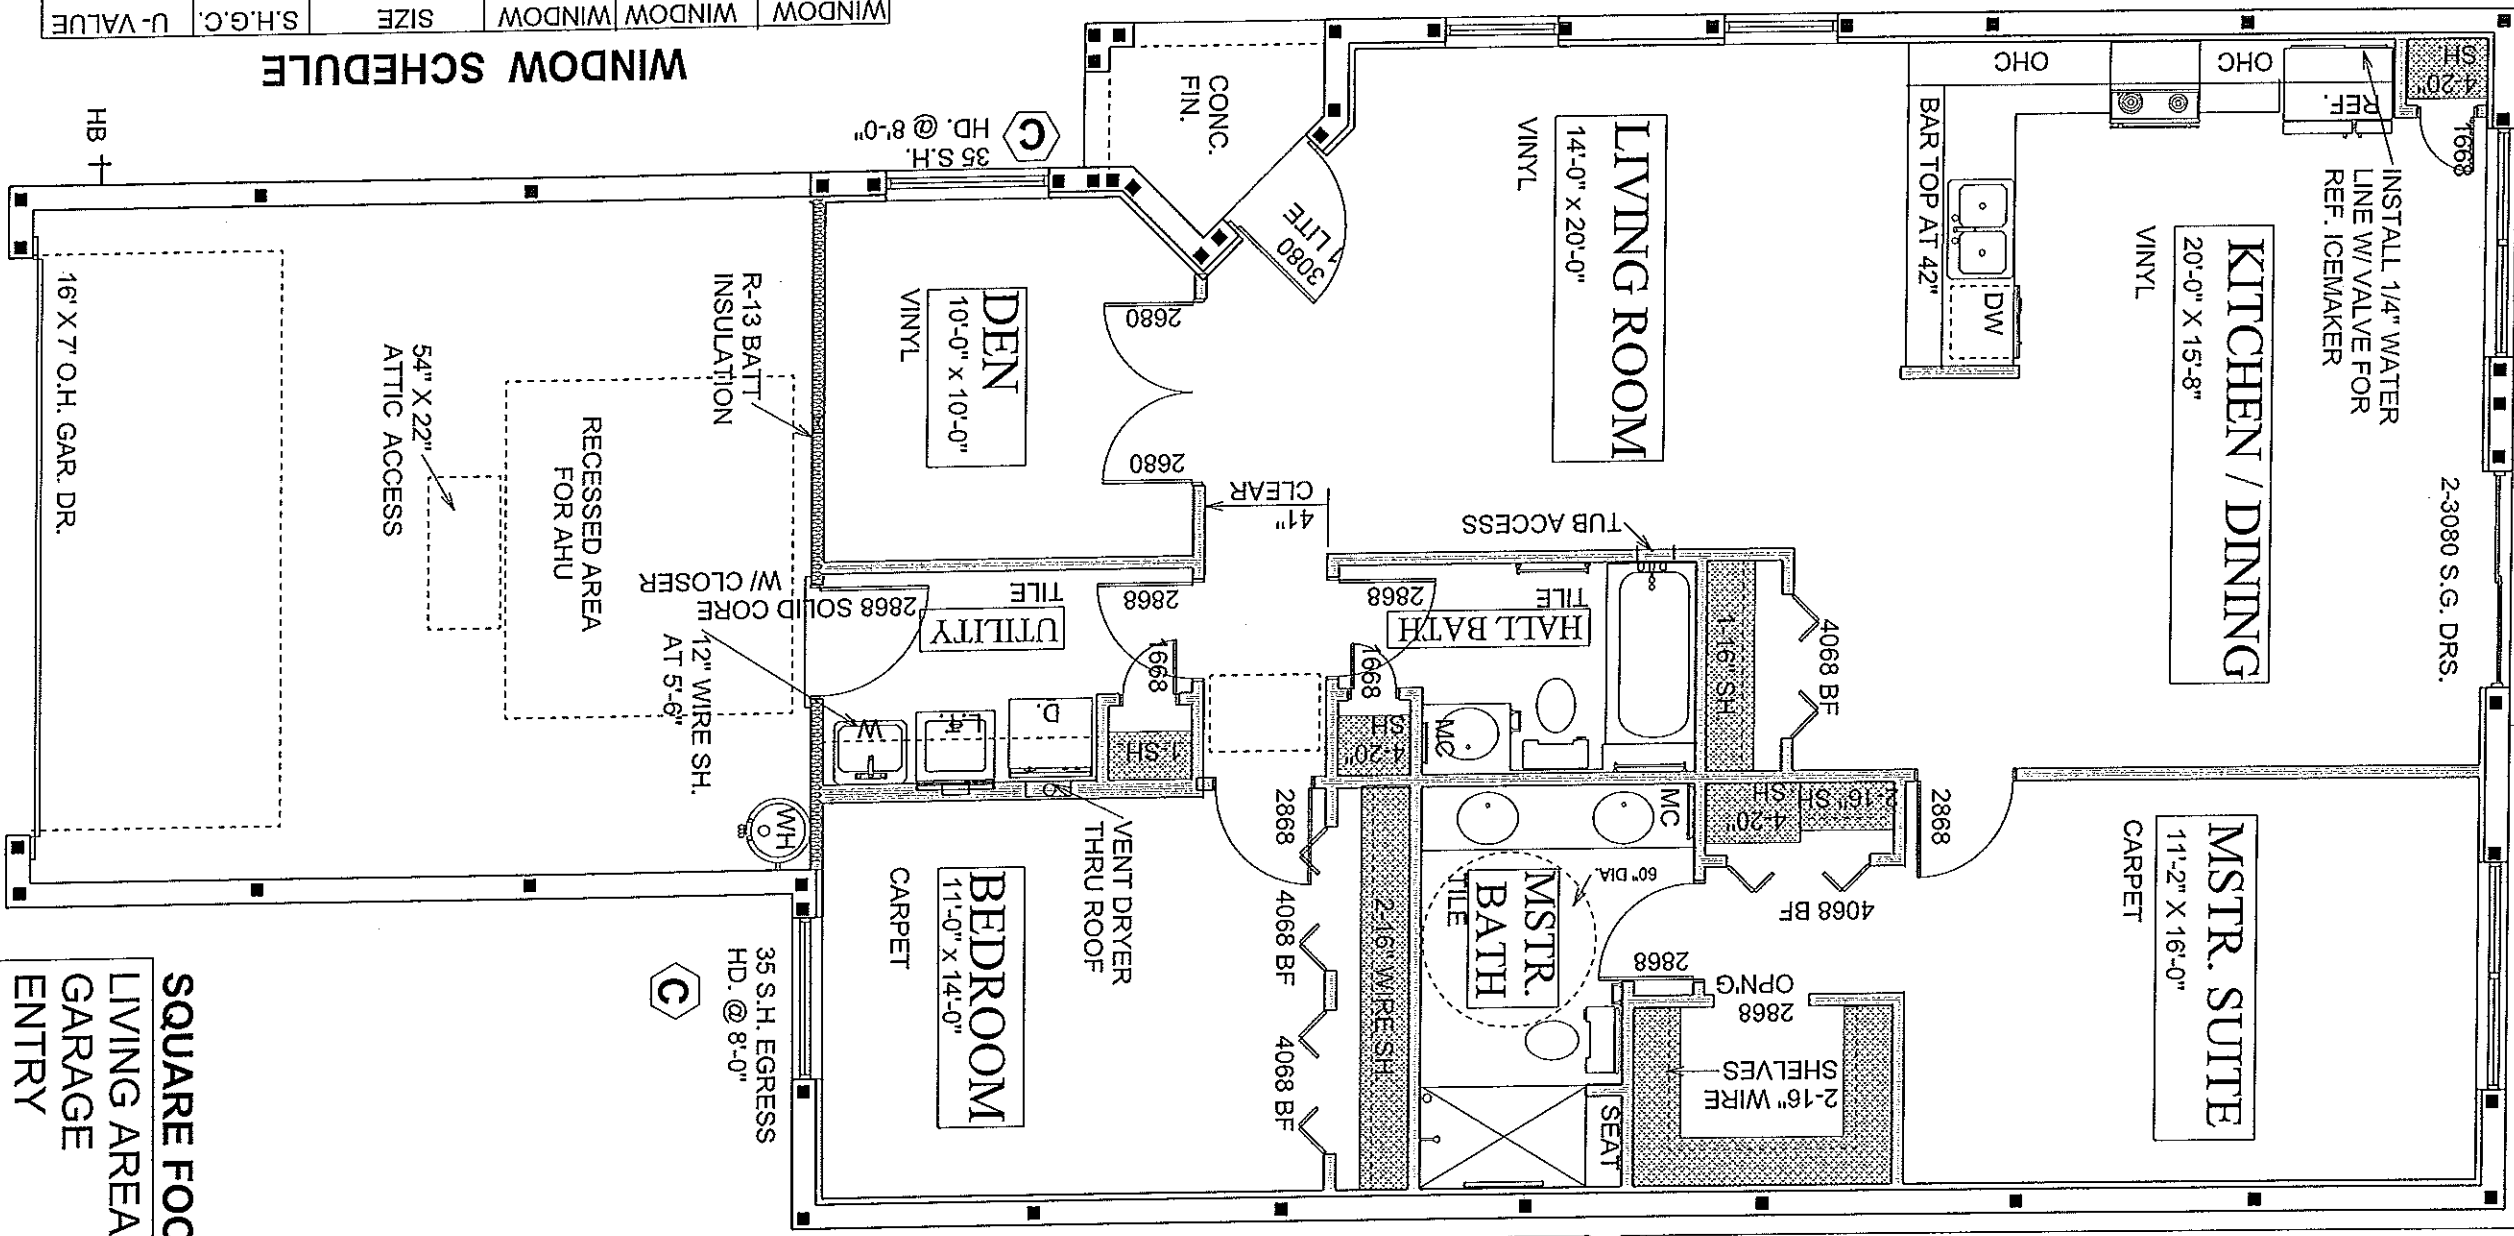 WINDOW SCHEDULE
WINDOW
WINDOW
WINDOW
SIZE
S.H.G.C.
U- VALUE
HB
35 S.H.
HD. @ 8'-0"
C
CONC.
FIN.
3080
1 LITE
LIVING ROOM
14'-0" x 20'-0"
VINYL
KITCHEN / DINING
20'-0" X 15'-8"
VINYL
BAR TOP AT 42"
DW
OHC
OHC
REF.
4-20"
SH.
1668
INSTALL 1/4" WATER
LINE W/ VALVE FOR
REF. ICEMAKER
2-3080 S.G. DRS.
DEN
10'-0" x 10'-0"
VINYL
2680
2680
R-13 BATT
INSULATION
16' X 7' O.H. GAR. DR.
54" X 22"
ATTIC ACCESS
RECESSED AREA
FOR AHU
41"
CLEAR
TUB ACCESS
2868 SOLID CORE
W/ CLOSER
TILE
UTILITY
2868
1668
1-SH
12" WIRE SH.
AT 5'-6"
W
L.T.
D.
WH
VENT DRYER
THRU ROOF
2868
TILE
HALL BATH
1668
4-20"
SH
MC
1-16" SH.
4068 BF
BEDROOM
11'-0" x 14'-0"
CARPET
2868
4068 BF
4068 BF
2-16" WIRE SH.
35 S.H. EGRESS
HD. @ 8'-0"
C
MSTR.
BATH
TILE
60" DIA.
MC
4-20"
SH
2-16" SH
4068 BF
2868
2868
2868
OPN'G
2-16" WIRE
SHELVES
SEAT
MSTR. SUITE
11'-2" X 16'-0"
CARPET
SQUARE FOO
LIVING AREA
GARAGE
ENTRY